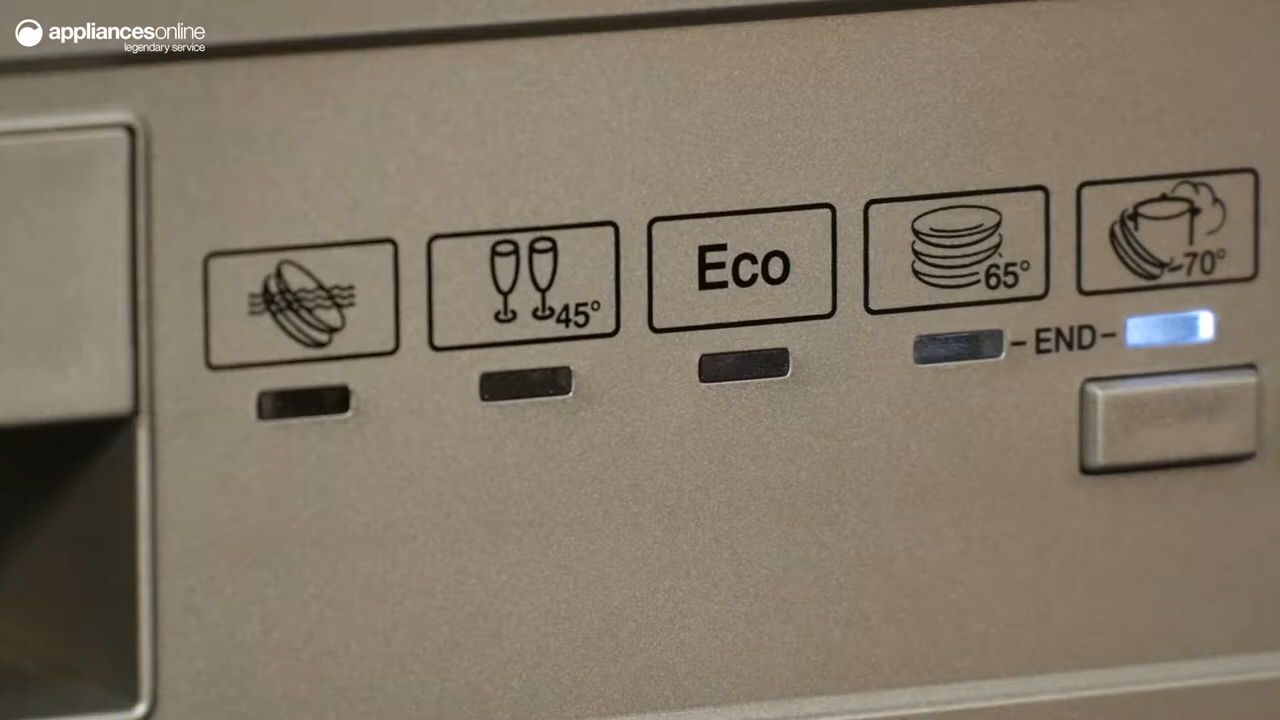 appliancesonline
legendary service
45°
Eco
65°
70°
- END -